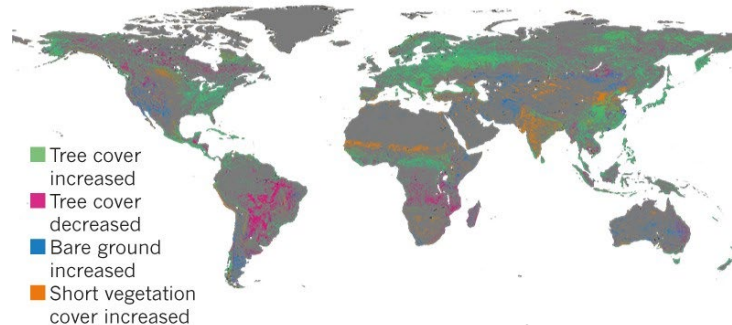 Tree cover
increased
Tree cover
decreased
Bare ground
increased
Short vegetation
cover increased